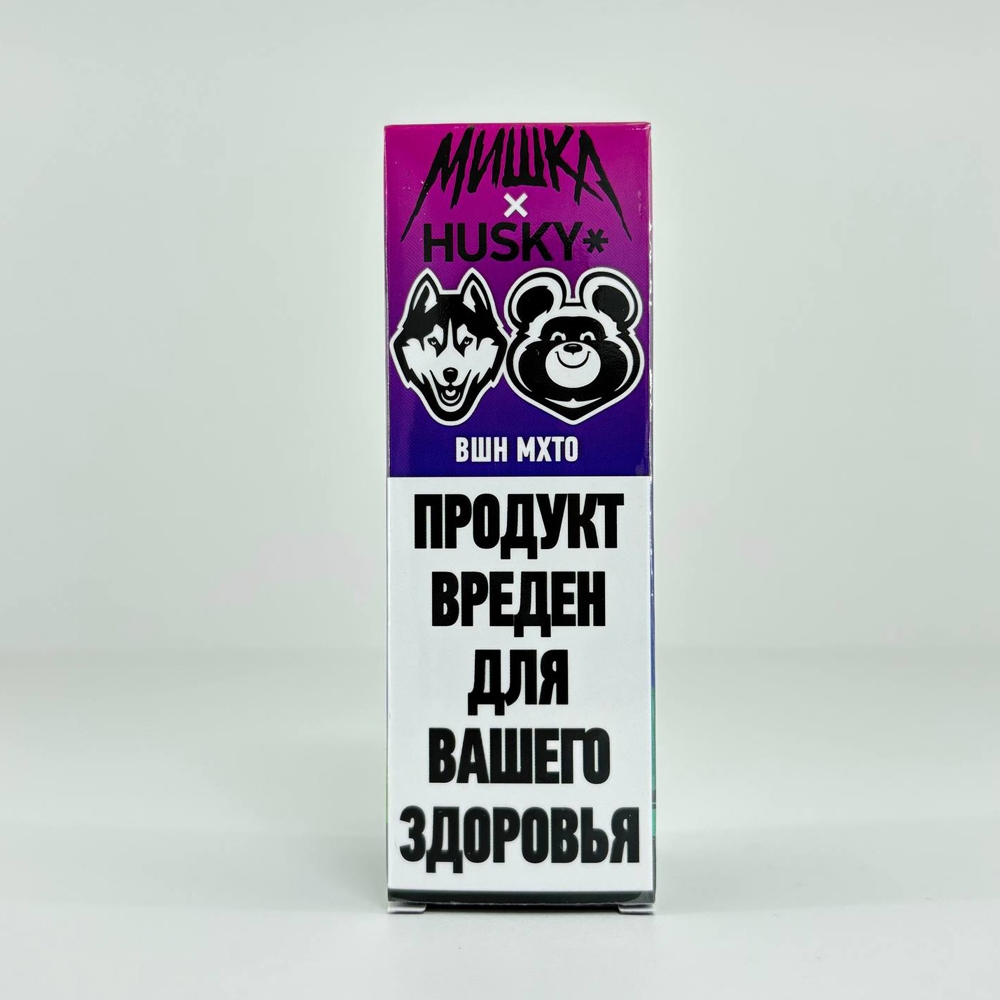 МИШКА
×
HUSKY*
ВШН МХТО
ПРОДУКТ
ВРЕДЕН
ДЛЯ
ВАШЕГО
ЗДОРОВЬЯ